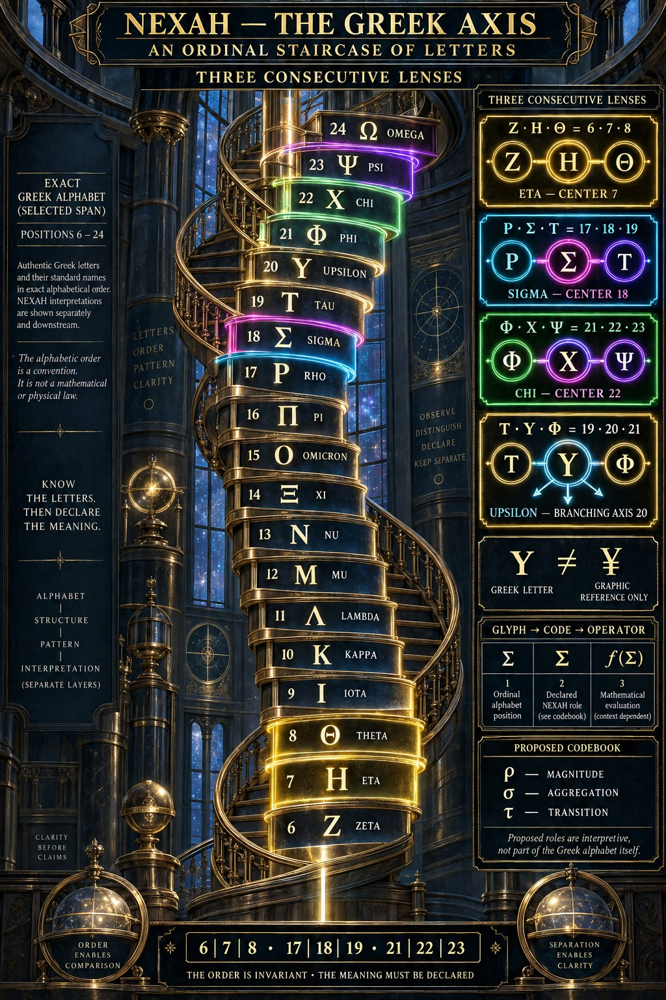 NEXAH — THE GREEK AXIS
AN ORDINAL STAIRCASE OF LETTERS
THREE CONSECUTIVE LENSES
EXACT
GREEK ALPHABET
(SELECTED SPAN)
POSITIONS 6 – 24
Authentic Greek letters
and their standard names
in exact alphabetical order.
NEXAH interpretations
are shown separately
and downstream.
The alphabetic order
is a convention.
It is not a mathematical
or physical law.
KNOW
THE LETTERS.
THEN DECLARE
THE MEANING.
ALPHABET
STRUCTURE
PATTERN
INTERPRETATION
(SEPARATE LAYERS)
CLARITY
BEFORE
CLAIMS
LETTERS
ORDER
PATTERN
CLARITY
24 Ω OMEGA
23 Ψ PSI
22 Χ CHI
21 Φ PHI
20 Υ UPSILON
19 Τ TAU
18 Σ SIGMA
17 Ρ RHO
16 Π PI
15 Ο OMICRON
14 Ξ XI
13 Ν NU
12 Μ MU
11 Λ LAMBDA
10 Κ KAPPA
9 Ι IOTA
8 Θ THETA
7 Η ETA
6 Ζ ZETA
OBSERVE
DISTINGUISH
DECLARE
KEEP SEPARATE
THREE CONSECUTIVE LENSES
Ζ · Η · Θ = 6 · 7 · 8
Ζ Η Θ
ETA — CENTER 7
Ρ · Σ · Τ = 17 · 18 · 19
Ρ Σ Τ
SIGMA — CENTER 18
Φ · Χ · Ψ = 21 · 22 · 23
Φ Χ Ψ
CHI — CENTER 22
Τ · Υ · Φ = 19 · 20 · 21
Τ Υ Φ
UPSILON — BRANCHING AXIS 20
Υ ≠ ¥
GREEK LETTER
GRAPHIC
REFERENCE ONLY
GLYPH → CODE → OPERATOR
Σ Σ f(Σ)
1
Ordinal
alphabet
position
2
Declared
NEXAH role
(see codebook)
3
Mathematical
evaluation
(context dependent)
PROPOSED CODEBOOK
ρ — MAGNITUDE
σ — AGGREGATION
τ — TRANSITION
Proposed roles are interpretive,
not part of the Greek alphabet itself.
ORDER
ENABLES
COMPARISON
6 | 7 | 8 · 17 | 18 | 19 · 21 | 22 | 23
THE ORDER IS INVARIANT • THE MEANING MUST BE DECLARED
SEPARATION
ENABLES
CLARITY